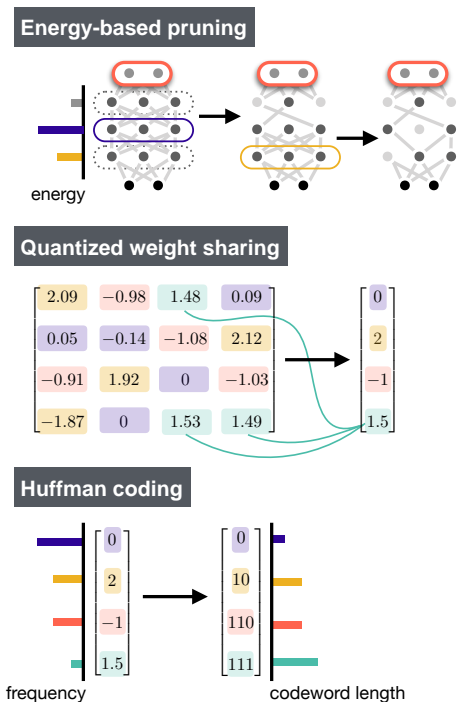 Energy-based pruning
energy
Quantized weight sharing
2.09 −0.98 1.48 0.09 0
0.05 −0.14 −1.08 2.12 2
−0.91 1.92 0 −1.03 −1
−1.87 0 1.53 1.49 1.5
Huffman coding
0 0
2 10
−1 110
1.5 111
frequency codeword length